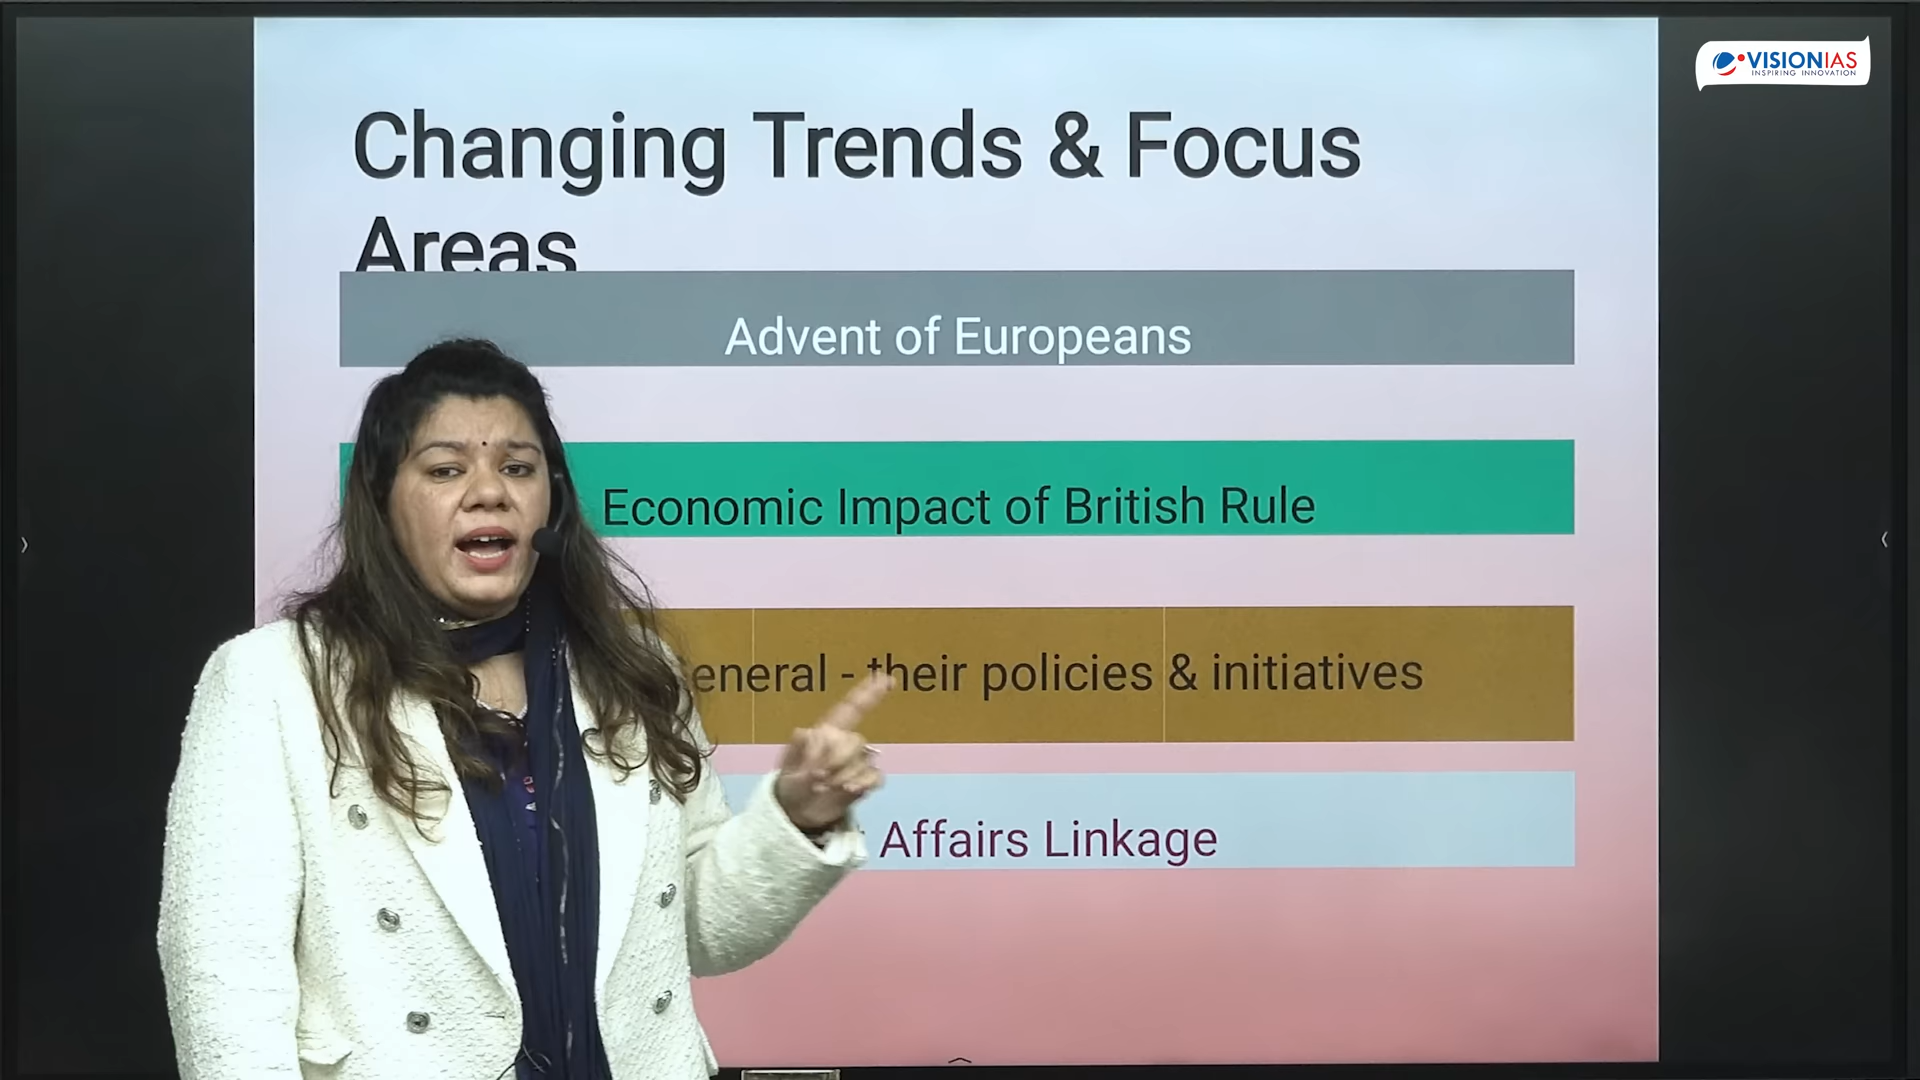 VISIONIAS
INSPIRING INNOVATION
Changing Trends & Focus
Areas
Advent of Europeans
Economic Impact of British Rule
- their policies & initiatives
Affairs Linkage